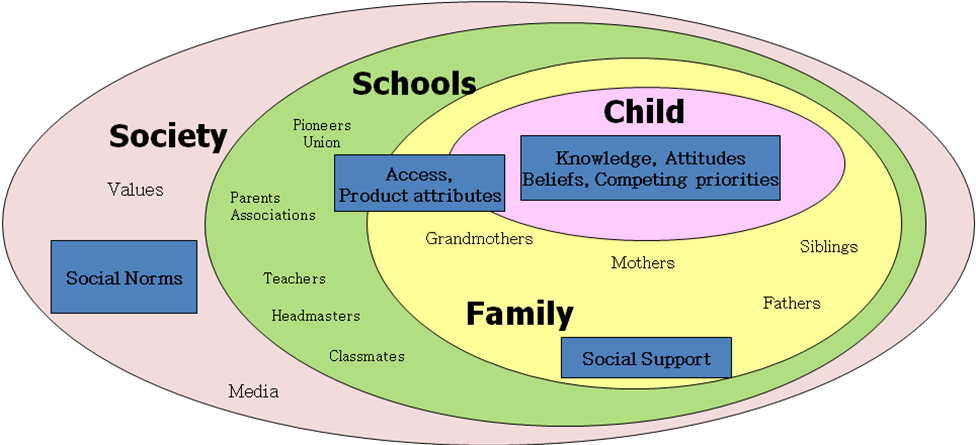 Schools
Child
Society
Pioneers
Union
Knowledge, Attitudes
Beliefs, Competing priorities
Access,
Product attributes
Values
Parents
Associations
Grandmothers
Siblings
Mothers
Social Norms
Teachers
Fathers
Headmasters
Family
Classmates
Social Support
Media